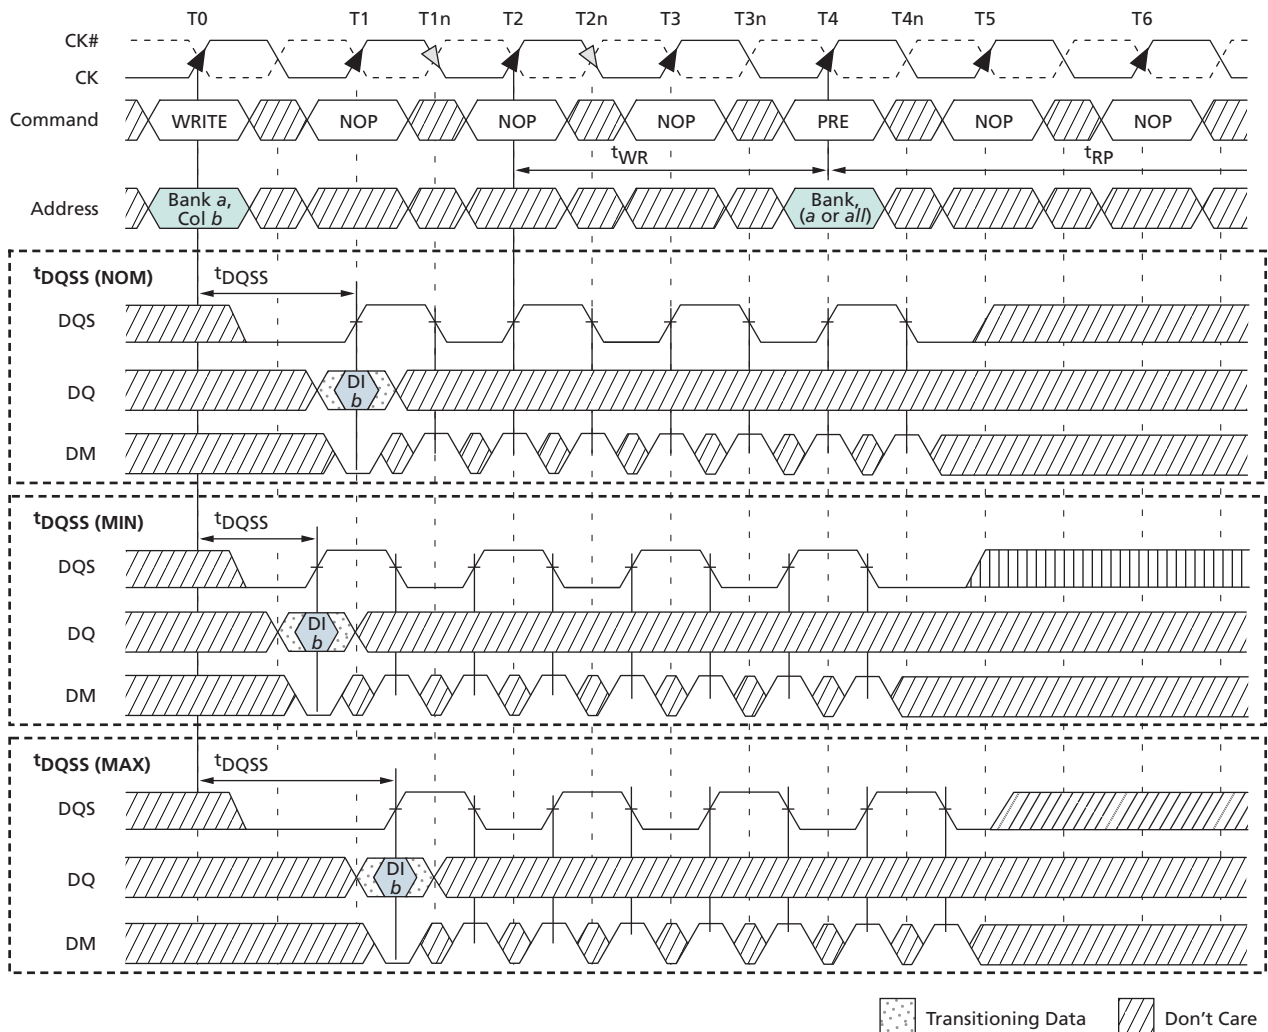 T0 T1 T1n T2 T2n T3 T3n T4 T4n T5 T6
CK#
CK
Command WRITE NOP NOP NOP PRE NOP NOP
tWR tRP
Address Bank a, Col b Bank, (a or all)
tDQSS (NOM) tDQSS
DQS
DQ DI b
DM
tDQSS (MIN) tDQSS
DQS
DQ DI b
DM
tDQSS (MAX) tDQSS
DQS
DQ DI b
DM
Transitioning Data Don't Care